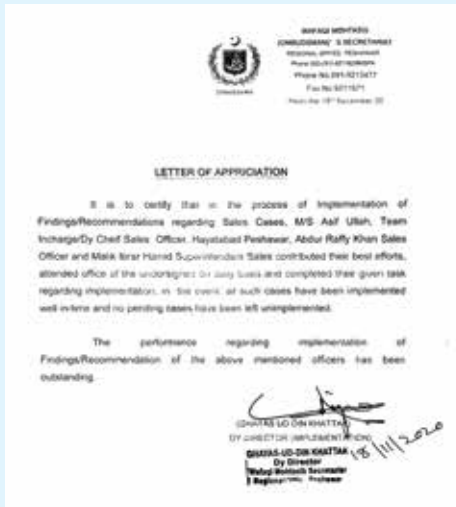 WAFAQI MOHTASIB
(OMBUDSMAN)' S SECRETARIAT
REGIONAL OFFICE, PESHAWAR
Phone No.091-9213477
Fax No 9211571
LETTER OF APPRICIATION
It is to certify that in the process of Implementation of
Findings/Recommendations regarding Sales Cases, M/S Asif Ullah, Team
Incharge/Dy Cheif Sales Officer, Hayatabad Peshawar, Abdur Raffy Khan Sales
Officer and Malik Ibrar Hamid Superintendent Sales contributed their best efforts,
attended office of the undersigned on daily basis and completed their given task
regarding implementation, in the event all such cases have been implemented
well in time and no pending cases have been left unimplemented.
The performance regarding implementation of
Findings/Recommendation of the above mentioned officers has been
outstanding.
(GHAYAS-UD-DIN KHATTAK)
DY DIRECTOR (IMPLEMENTATION)
18/11/2020
GHAYAS-UD-DIN KHATTAK
Dy Director
Wafaqi Mohtasib Secretariat
Regional Peshawar